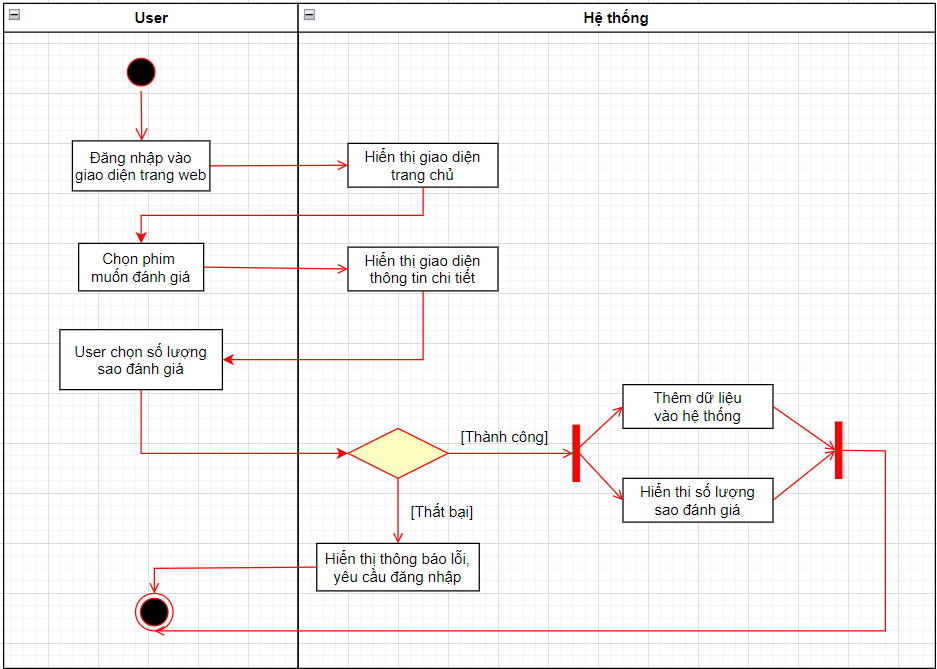 User
Hệ thống
Đăng nhập vào
giao diện trang web
Hiển thị giao diện
trang chủ
Chọn phim
muốn đánh giá
Hiển thị giao diện
thông tin chi tiết
User chọn số lượng
sao đánh giá
[Thành công]
Thêm dữ liệu
vào hệ thống
Hiển thi số lượng
sao đánh giá
[Thất bại]
Hiển thị thông báo lỗi,
yêu cầu đăng nhập